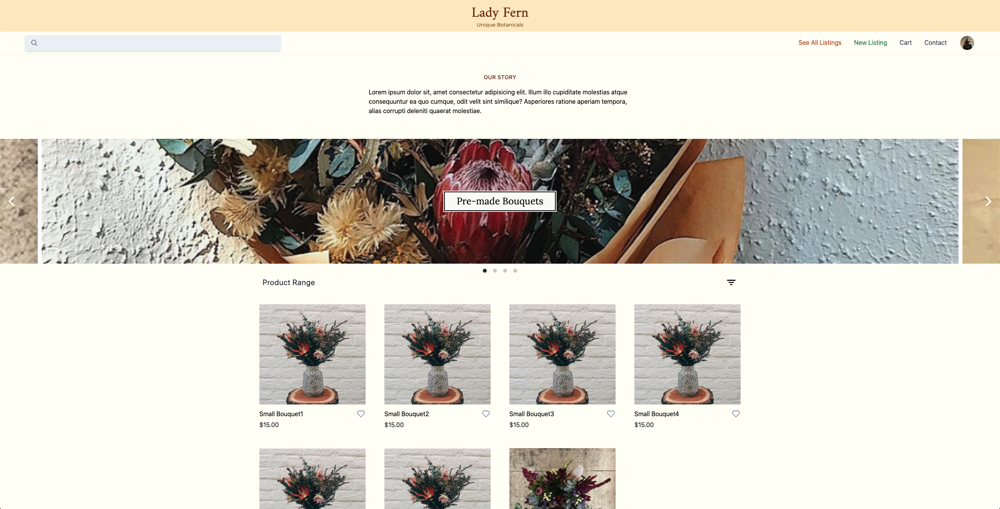 Lady Fern
Unique Botanicals
See All Listings New Listing Cart Contact
OUR STORY
Lorem ipsum dolor sit, amet consectetur adipisicing elit. Illum illo cupiditate molestias atque
consequuntur ea quo cumque, odit velit sint similique? Asperiores ratione aperiam tempora,
alias corrupti deleniti quaerat molestiae.
Pre-made Bouquets
Product Range
Small Bouquet1
$15.00
Small Bouquet2
$15.00
Small Bouquet3
$15.00
Small Bouquet4
$15.00